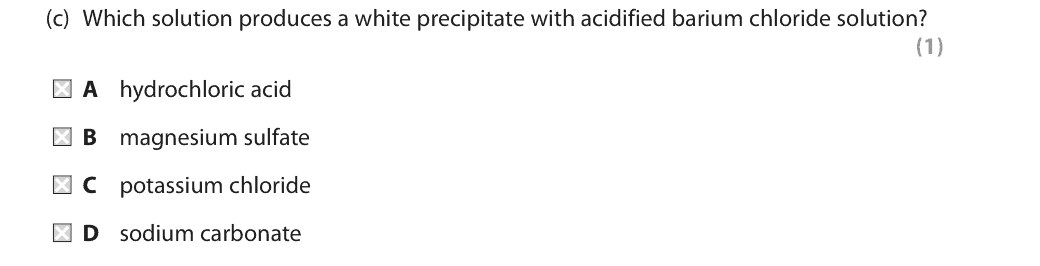 (c) Which solution produces a white precipitate with acidified barium chloride solution?
(1)
A hydrochloric acid
B magnesium sulfate
C potassium chloride
D sodium carbonate